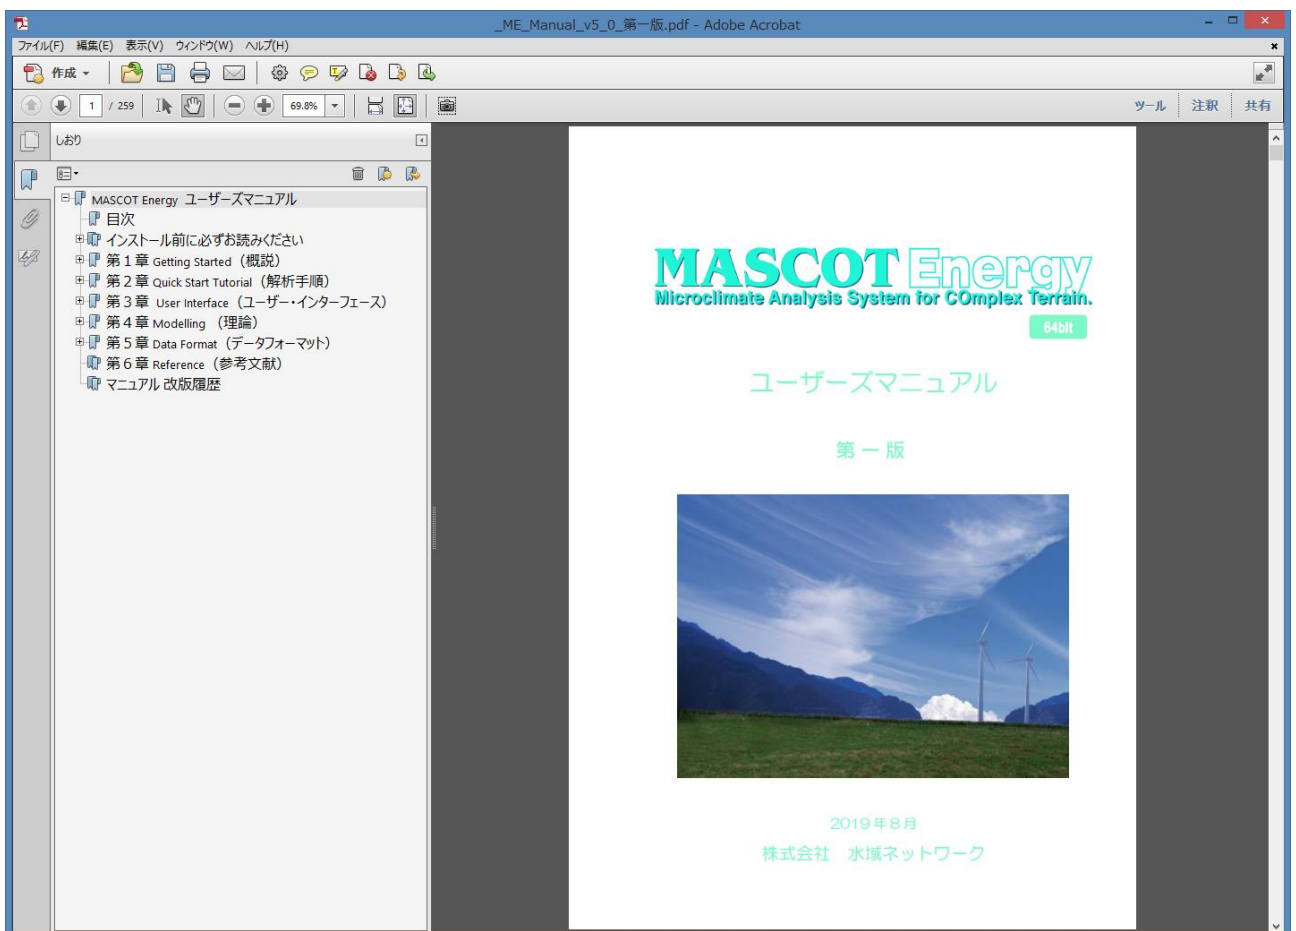 _ME_Manual_v5_0_第一版.pdf - Adobe Acrobat
ファイル(F) 編集(E) 表示(V) ウィンドウ(W) ヘルプ(H)
作成
1 / 259 69.8% ツール 注釈 共有
しおり
MASCOT Energy ユーザーズマニュアル
目次
インストール前に必ずお読みください
第1章 Getting Started (概説)
第2章 Quick Start Tutorial (解析手順)
第3章 User Interface (ユーザー・インターフェース)
第4章 Modelling (理論)
第5章 Data Format (データフォーマット)
第6章 Reference (参考文献)
マニュアル 改版履歴
MASCOT Energy
Microclimate Analysis System for COmplex Terrain.
64bit
ユーザーズマニュアル
第一版
2019年8月
株式会社 水域ネットワーク